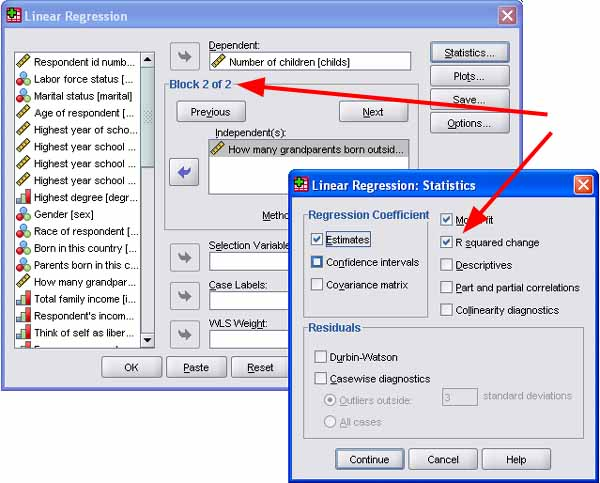 Linear Regression
Respondent id numb...
Labor force status [...
Marital status [marital]
Age of respondent [...
Highest year of scho...
Highest year school ...
Highest year school ...
Highest year school ...
Highest degree [degr...
Gender [sex]
Race of respondent [...
Born in this country [...
Parents born in this c...
How many grandpar...
Total family income [i...
Respondent's incom...
Think of self as liber...
Dependent:
Number of children [childs]
Block 2 of 2
Previous
Next
Independent(s):
How many grandparents born outsid...
Metho
Selection Variable
Case Labels:
WLS Weight:
Statistics...
Plots...
Save...
Options...
OK
Paste
Reset
Linear Regression: Statistics
Regression Coefficient
Estimates
Confidence intervals
Covariance matrix
fit
R squared change
Descriptives
Part and partial correlations
Collinearity diagnostics
Residuals
Durbin-Watson
Casewise diagnostics
Outliers outside:
3
standard deviations
All cases
Continue
Cancel
Help